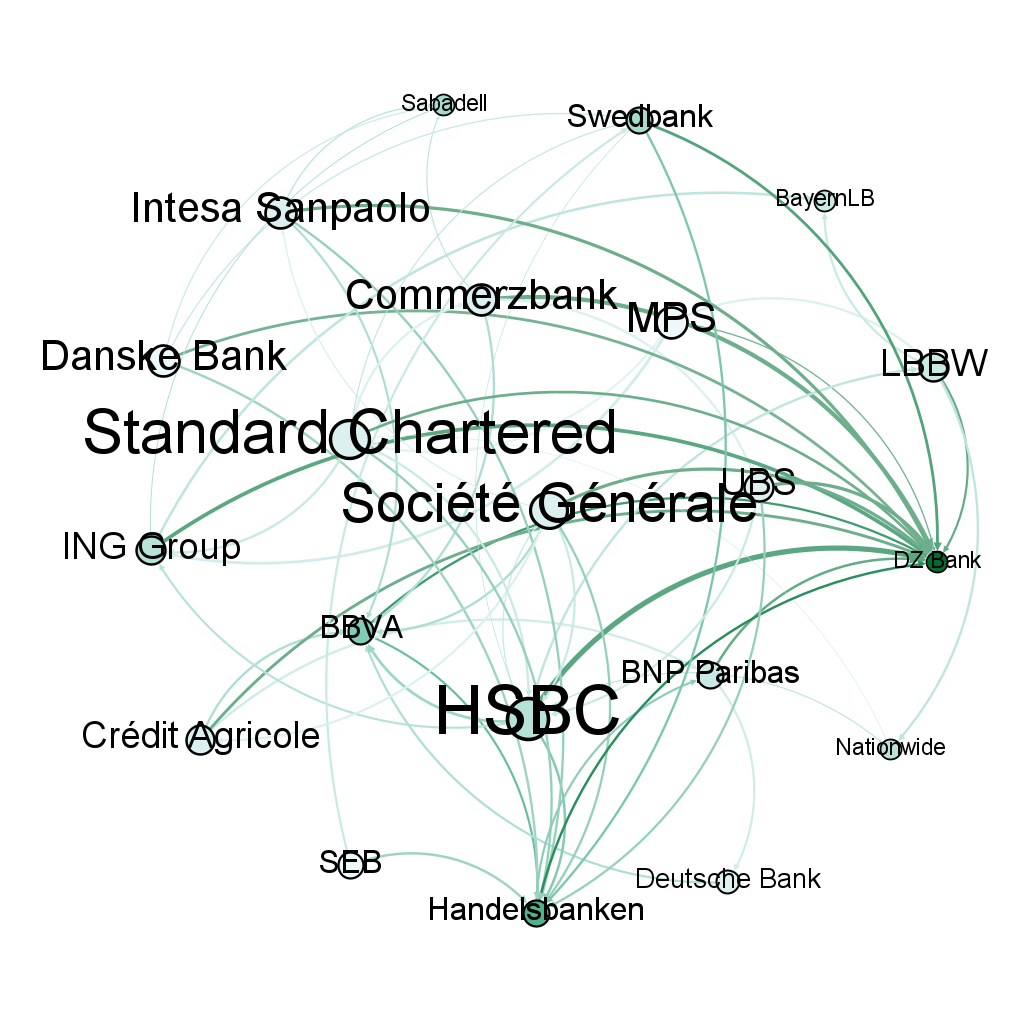 Sabadell
Swedbank
BayernLB
Intesa Sanpaolo
Commerzbank
MPS
Danske Bank
LBBW
Standard Chartered
UBS
Société Générale
ING Group
DZ Bank
BBVA
BNP Paribas
HSBC
Crédit Agricole
Nationwide
SEB
Deutsche Bank
Handelsbanken